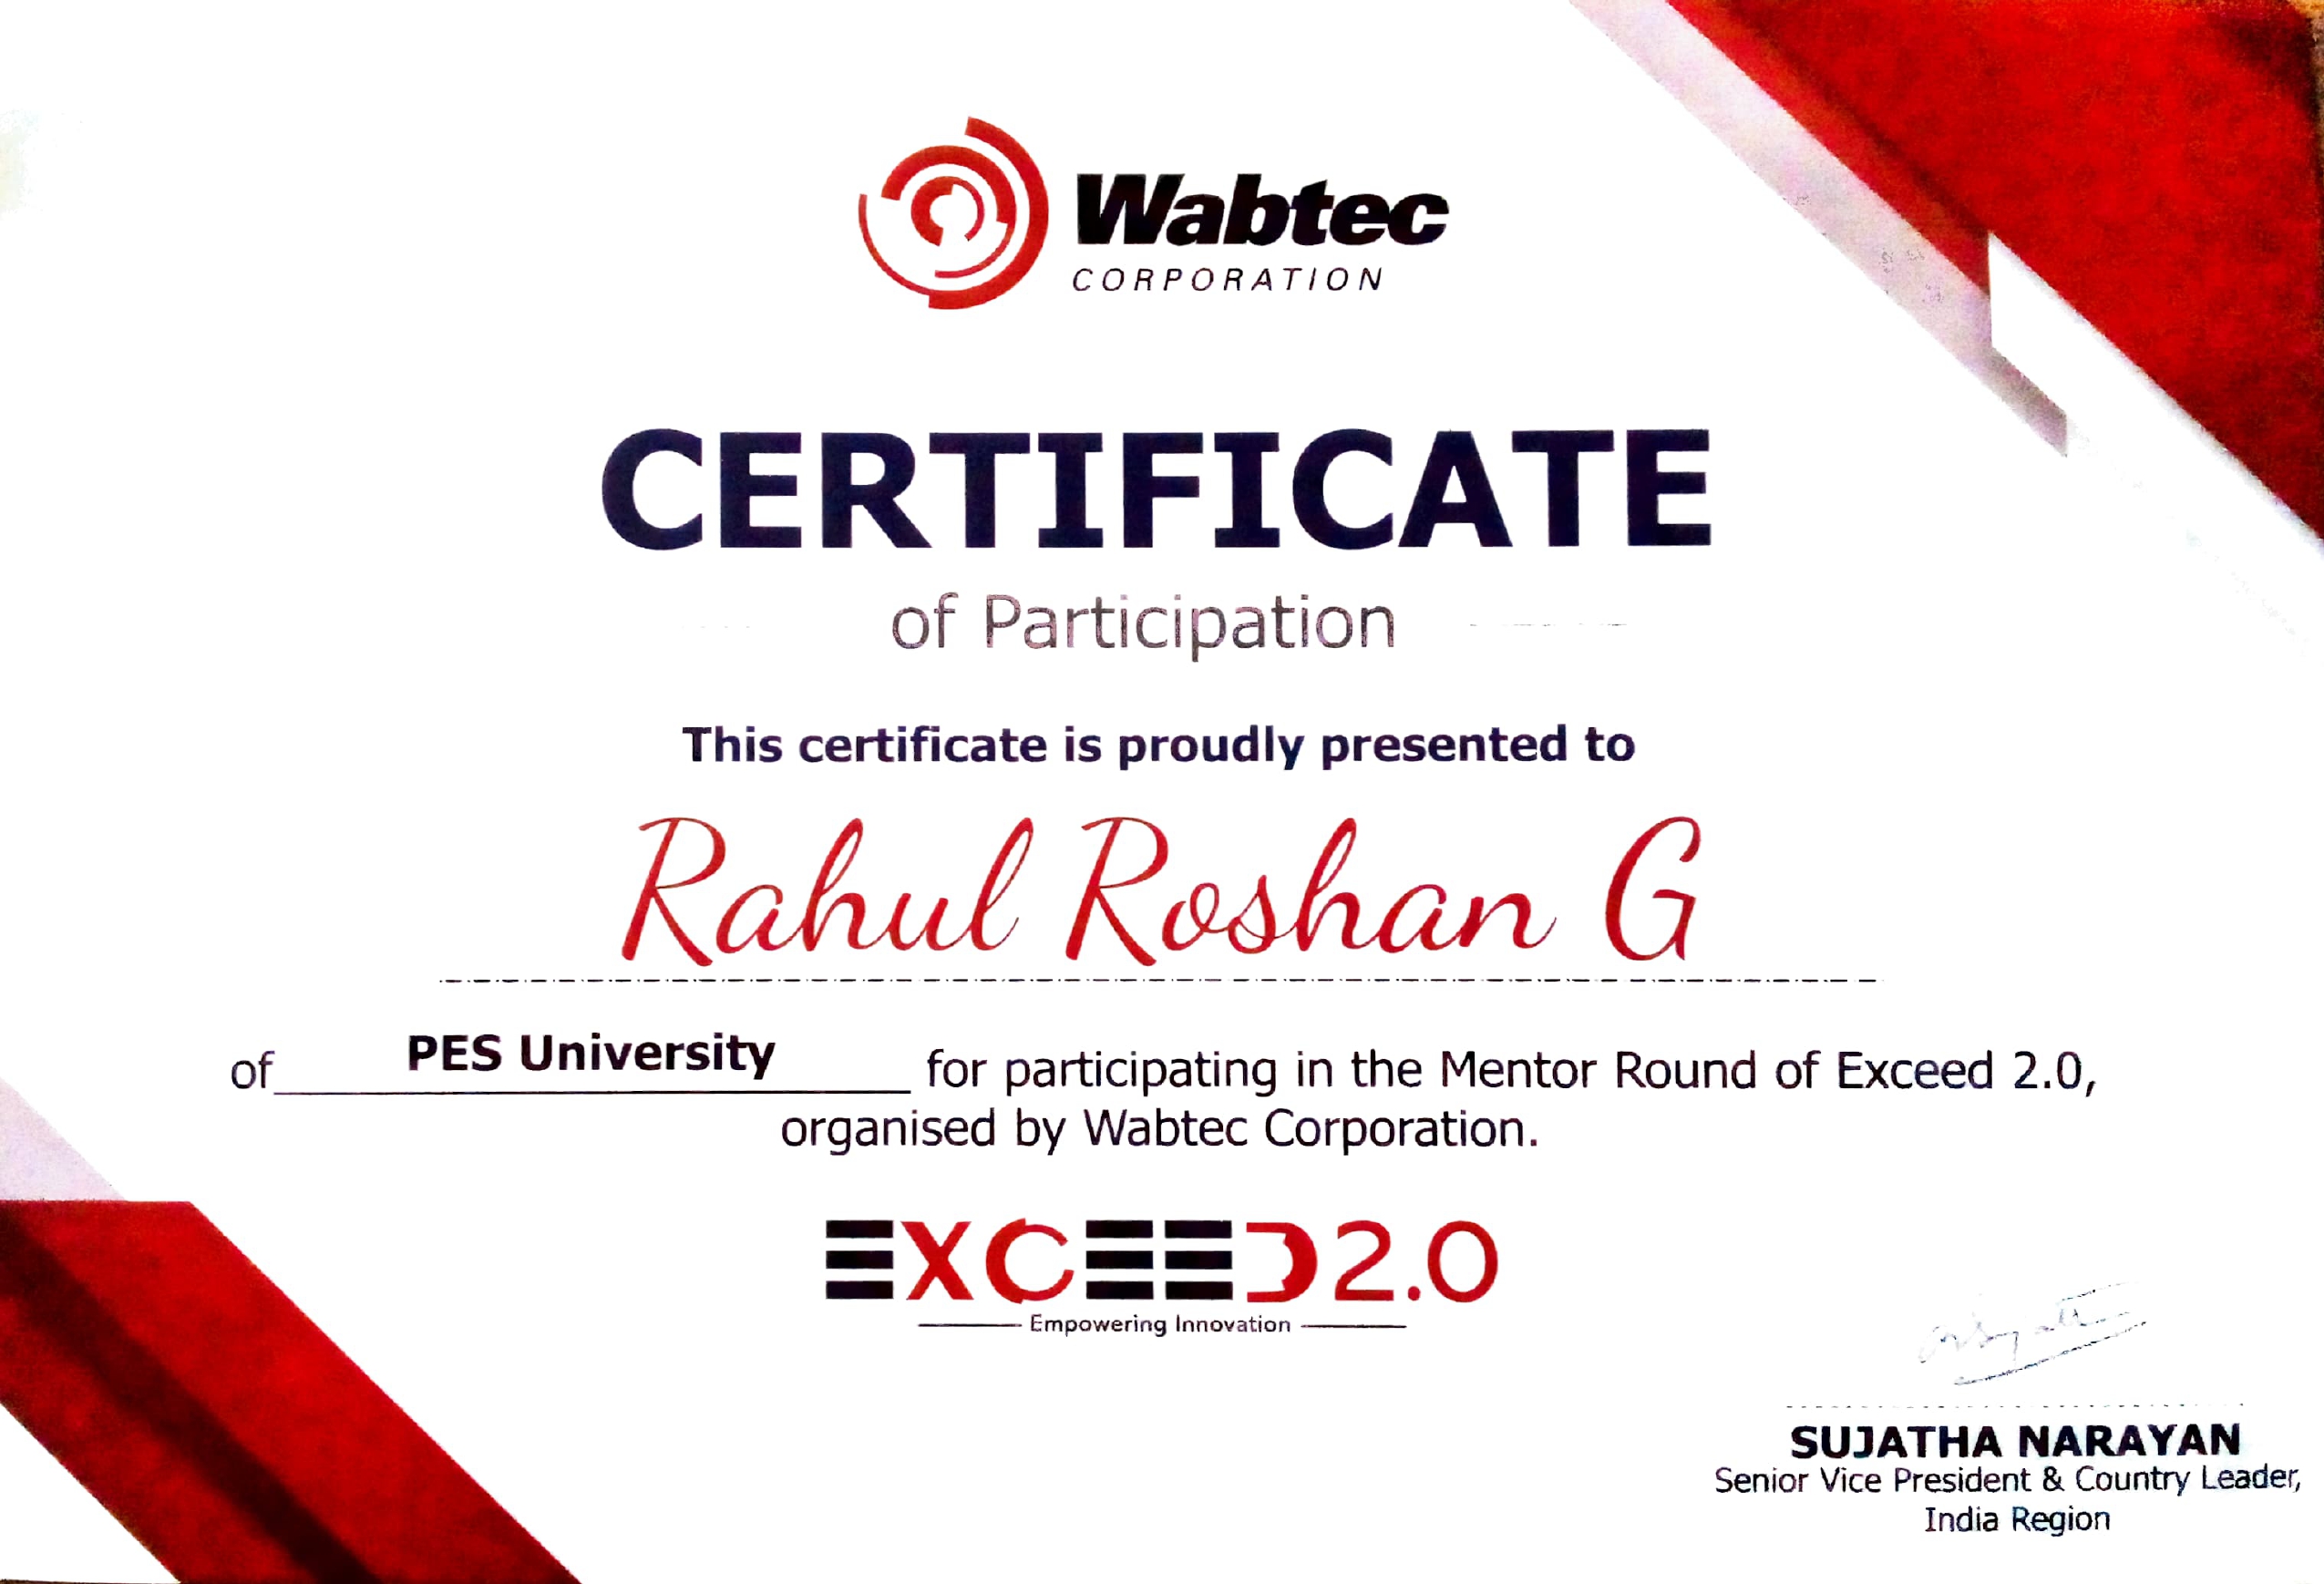 Wabtec
CORPORATION
CERTIFICATE
of Participation
This certificate is proudly presented to
Rahul Roshan G
of PES University for participating in the Mentor Round of Exceed 2.0,
organised by Wabtec Corporation.
EXCEED 2.0
Empowering Innovation
SUJATHA NARAYAN
Senior Vice President & Country Leader,
India Region